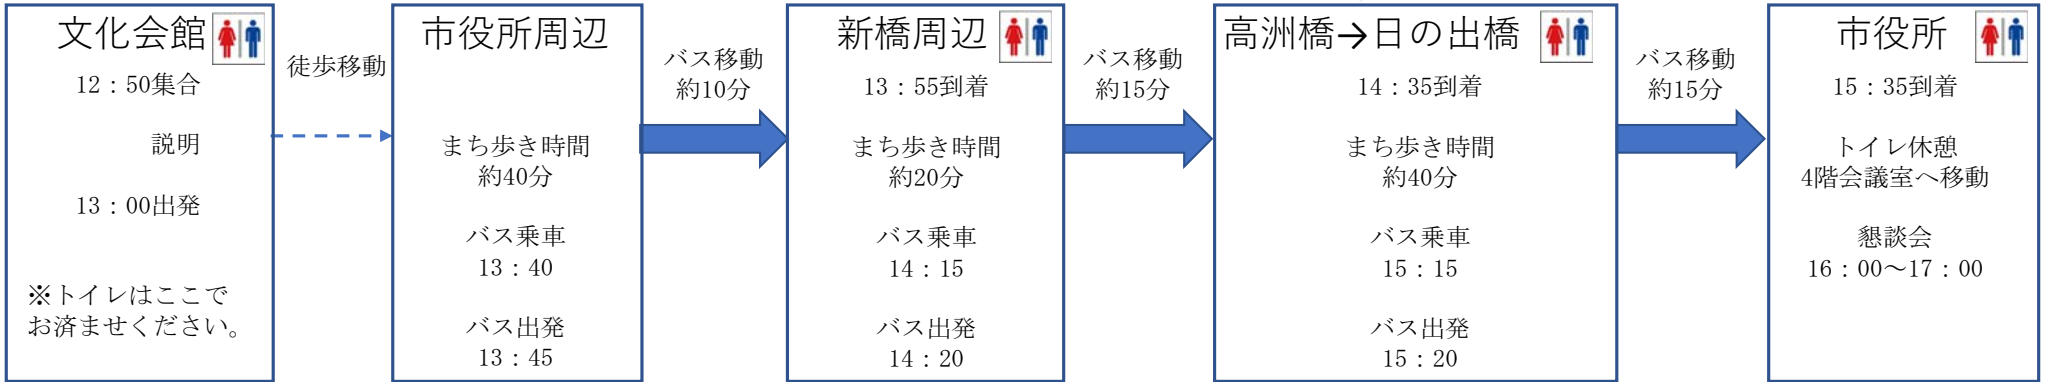 文化会館
12：50集合
説明
13：00出発
※トイレはここで
お済ませください。
徒歩移動
市役所周辺
まち歩き時間
約40分
バス乗車
13：40
バス出発
13：45
バス移動
約10分
新橋周辺
13：55到着
まち歩き時間
約20分
バス乗車
14：15
バス出発
14：20
バス移動
約15分
高洲橋→日の出橋
14：35到着
まち歩き時間
約40分
バス乗車
15：15
バス出発
15：20
バス移動
約15分
市役所
15：35到着
トイレ休憩
4階会議室へ移動
懇談会
16：00～17：00